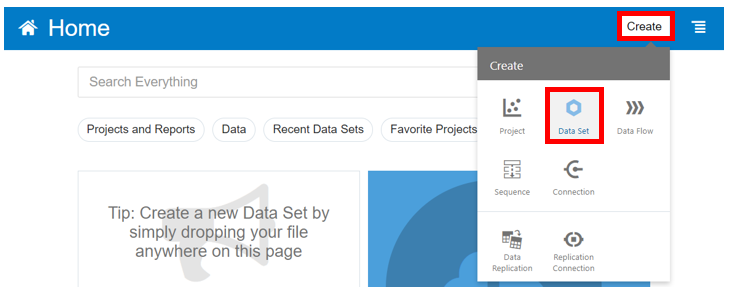 Home
Create
Search Everything
Projects and Reports
Data
Recent Data Sets
Favorite Projects
Create
Project
Data Set
Data Flow
Sequence
Connection
Data
Replication
Replication
Connection
Tip: Create a new Data Set by
simply dropping your file
anywhere on this page